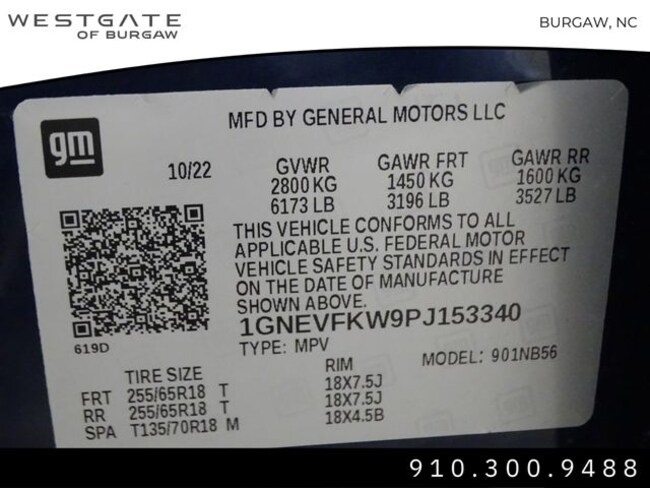 WESTGATE
OF BURGAW
BURGAW, NC
gm
MFD BY GENERAL MOTORS LLC
10/22
GVWR
2800 KG
6173 LB
GAWR FRT
1450 KG
3196 LB
GAWR RR
1600 KG
3527 LB
THIS VEHICLE CONFORMS TO ALL
APPLICABLE U.S. FEDERAL MOTOR
VEHICLE SAFETY STANDARDS IN EFFECT
ON THE DATE OF MANUFACTURE
SHOWN ABOVE.
1GNEVFKW9PJ153340
619D
TYPE: MPV
MODEL: 901NB56
TIRE SIZE
RIM
FRT 255/65R18 T 18X7.5J
RR 255/65R18 T 18X7.5J
SPA T135/70R18 M 18X4.5B
910.300.9488